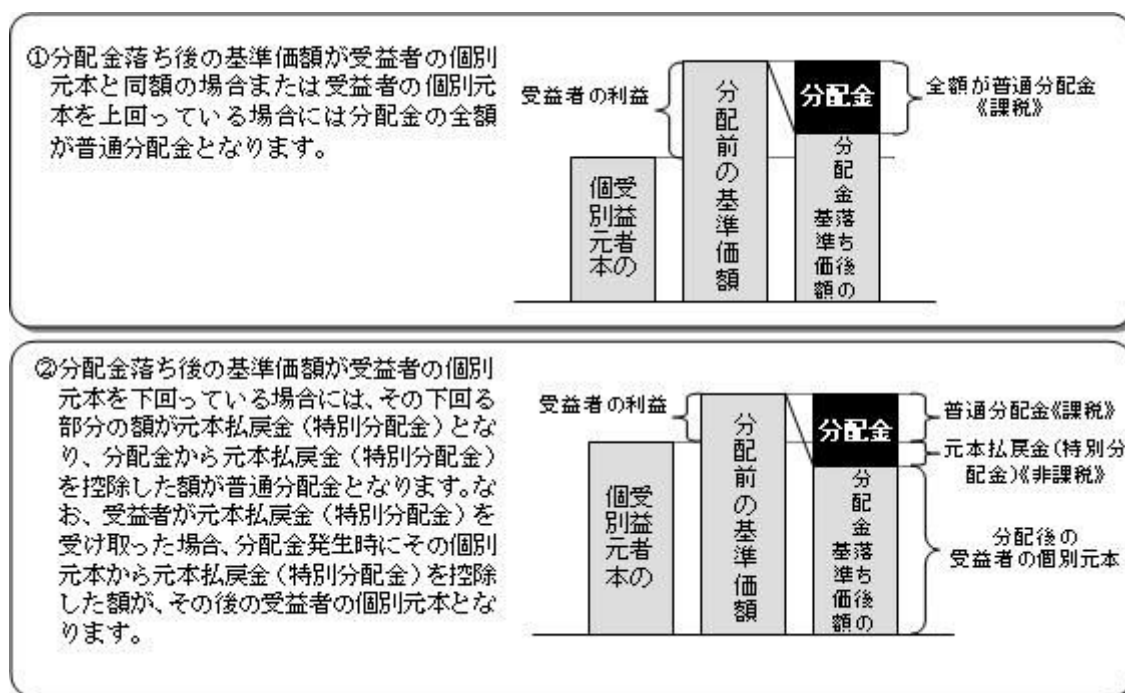 ①分配金落ち後の基準価額が受益者の個別
元本と同額の場合または受益者の個別元
本を上回っている場合には分配金の全額
が普通分配金となります。
受益者の利益
受益者の
個別元本
分配前の基準価額
分配金
分配金落ち後の
基準価額
全額が普通分配金
《課税》
②分配金落ち後の基準価額が受益者の個別
元本を下回っている場合には、その下回る
部分の額が元本払戻金(特別分配金)とな
り、分配金から元本払戻金(特別分配金)
を控除した額が普通分配金となります。な
お、受益者が元本払戻金(特別分配金)を
受け取った場合、分配金発生時にその個別
元本から元本払戻金(特別分配金)を控除
した額が、その後の受益者の個別元本とな
ります。
受益者の利益
受益者の
個別元本
分配前の基準価額
分配金
分配金落ち後の
基準価額
普通分配金《課税》
元本払戻金(特別分
配金)《非課税》
分配後の
受益者の個別元本